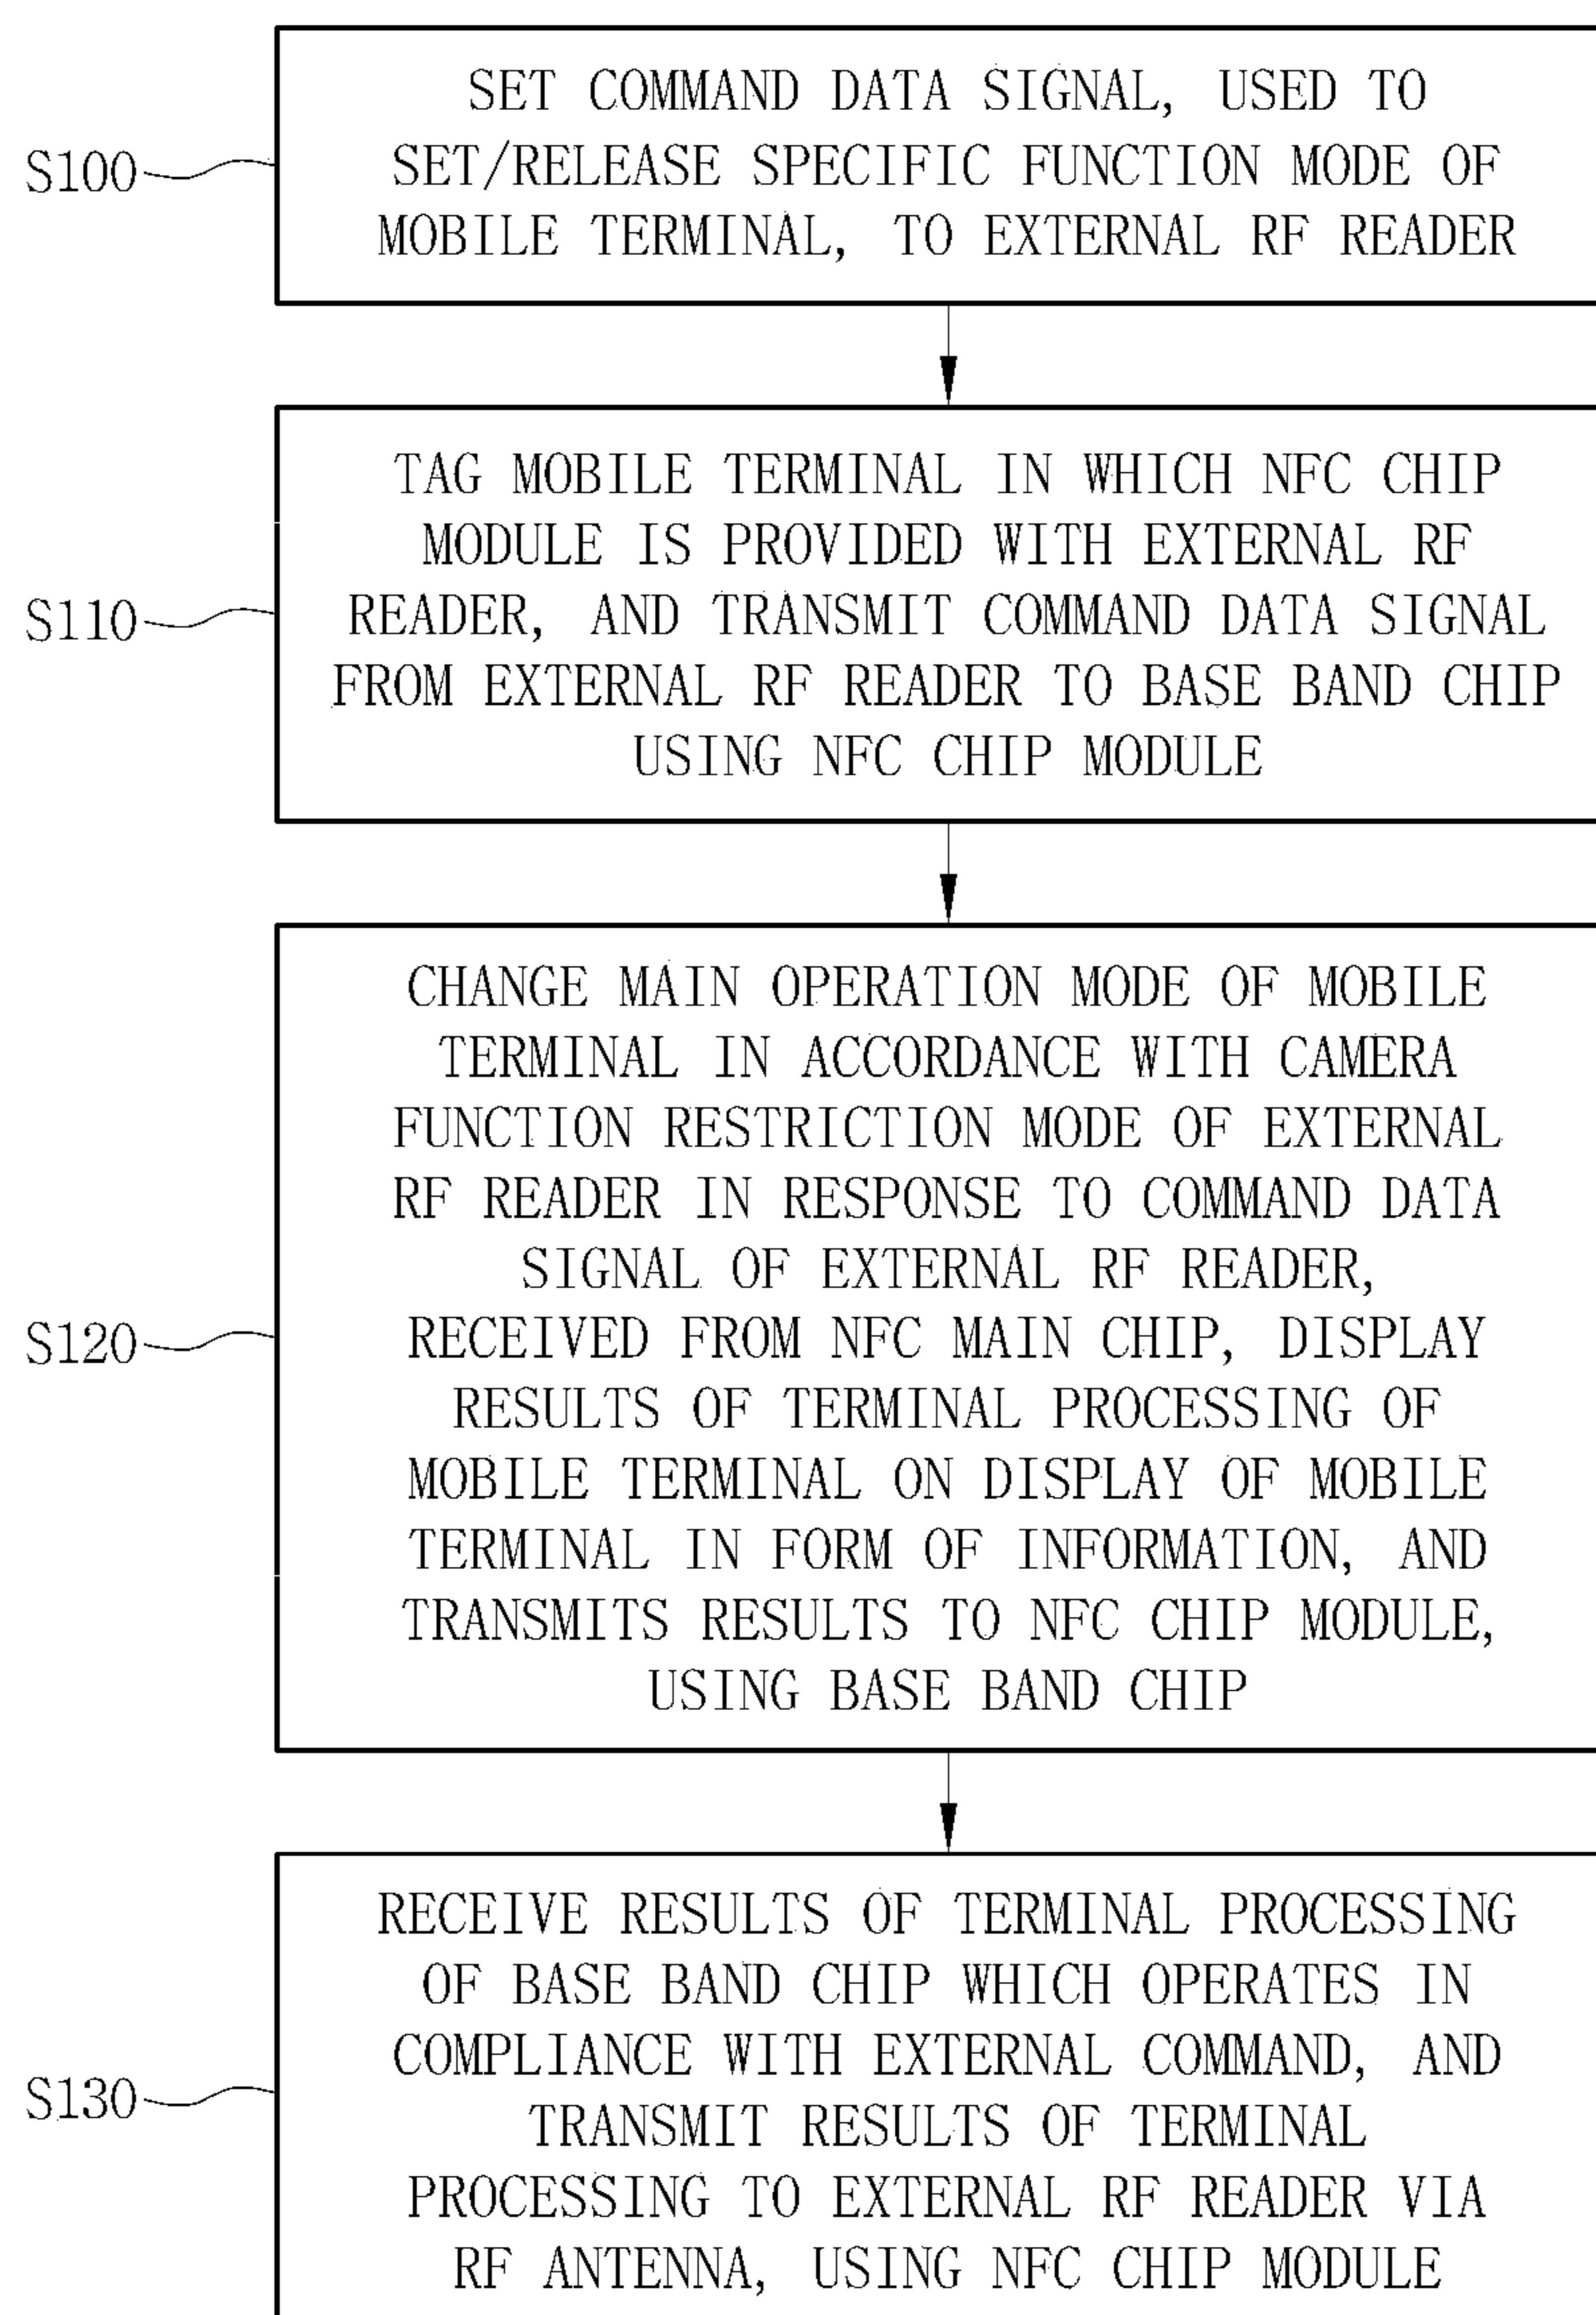 SET COMMAND DATA SIGNAL, USED TO
S100
SET/RELEASE SPECIFIC FUNCTION MODE OF
MOBILE TERMINAL, TO EXTERNAL RF READER
TAG MOBILE TERMINAL IN WHICH NFC CHIP
MODULE IS PROVIDED WITH EXTERNAL RF
S110
READER, AND TRANSMIT COMMAND DATA SIGNAL
FROM EXTERNAL RF READER TO BASE BAND CHIP
USING NFC CHIP MODULE
CHANGE MAIN OPERATION MODE OF MOBILE
TERMINAL IN ACCORDANCE WITH CAMERA
FUNCTION RESTRICTION MODE OF EXTERNAL
RF READER IN RESPONSE TO COMMAND DATA
SIGNAL OF EXTERNAL RF READER,
S120
RECEIVED FROM NFC MAIN CHIP, DISPLAY
RESULTS OF TERMINAL PROCESSING OF
MOBILE TERMINAL ON DISPLAY OF MOBILE
TERMINAL IN FORM OF INFORMATION, AND
TRANSMITS RESULTS TO NFC CHIP MODULE,
USING BASE BAND CHIP
RECEIVE RESULTS OF TERMINAL PROCESSING
OF BASE BAND CHIP WHICH OPERATES IN
COMPLIANCE WITH EXTERNAL COMMAND, AND
S130
TRANSMIT RESULTS OF TERMINAL
PROCESSING TO EXTERNAL RF READER VIA
RF ANTENNA, USING NFC CHIP MODULE